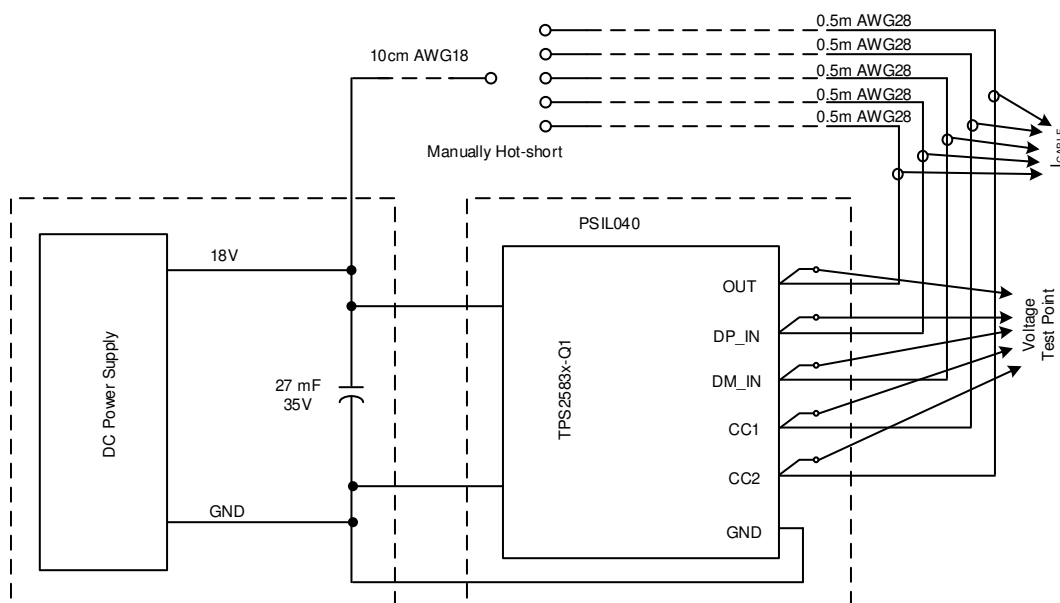 0.5m AWG28
0.5m AWG28
10cm AWG18
0.5m AWG28
0.5m AWG28
0.5m AWG28
Manually Hot-short
ICABLE
PSIL040
18V
OUT
DP_IN
DM_IN
CC1
CC2
GND
Voltage
Test Point
DC Power Supply
27 mF
35V
TPS2583x-Q1
GND